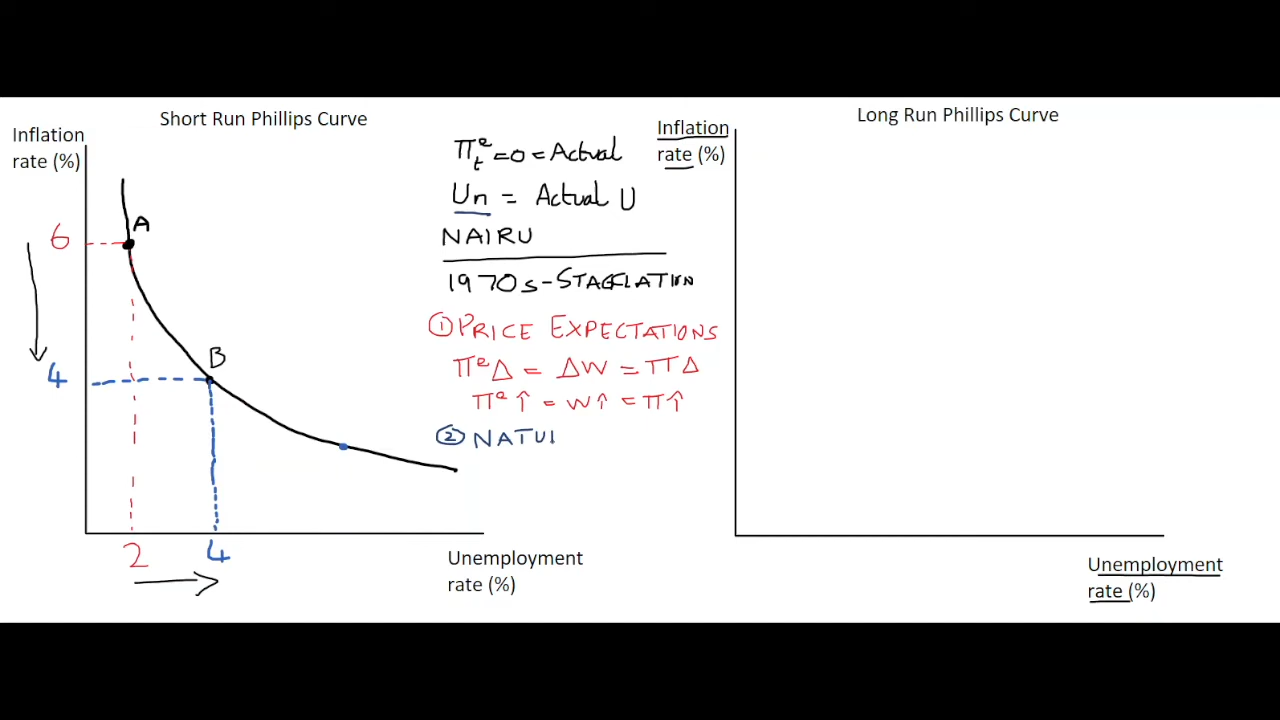 Short Run Phillips Curve
Inflation
rate (%)
6
A
4
B
2
4
Unemployment
rate (%)
πᵉₜ = 0 = Actual
Un = Actual U
NAIRU
1970s - STAGFLATION
① PRICE EXPECTATIONS
πᵉΔ = ΔW = πΔ
πᵉ↑ = W↑ = π↑
② NATU
Long Run Phillips Curve
Inflation
rate (%)
Unemployment
rate (%)